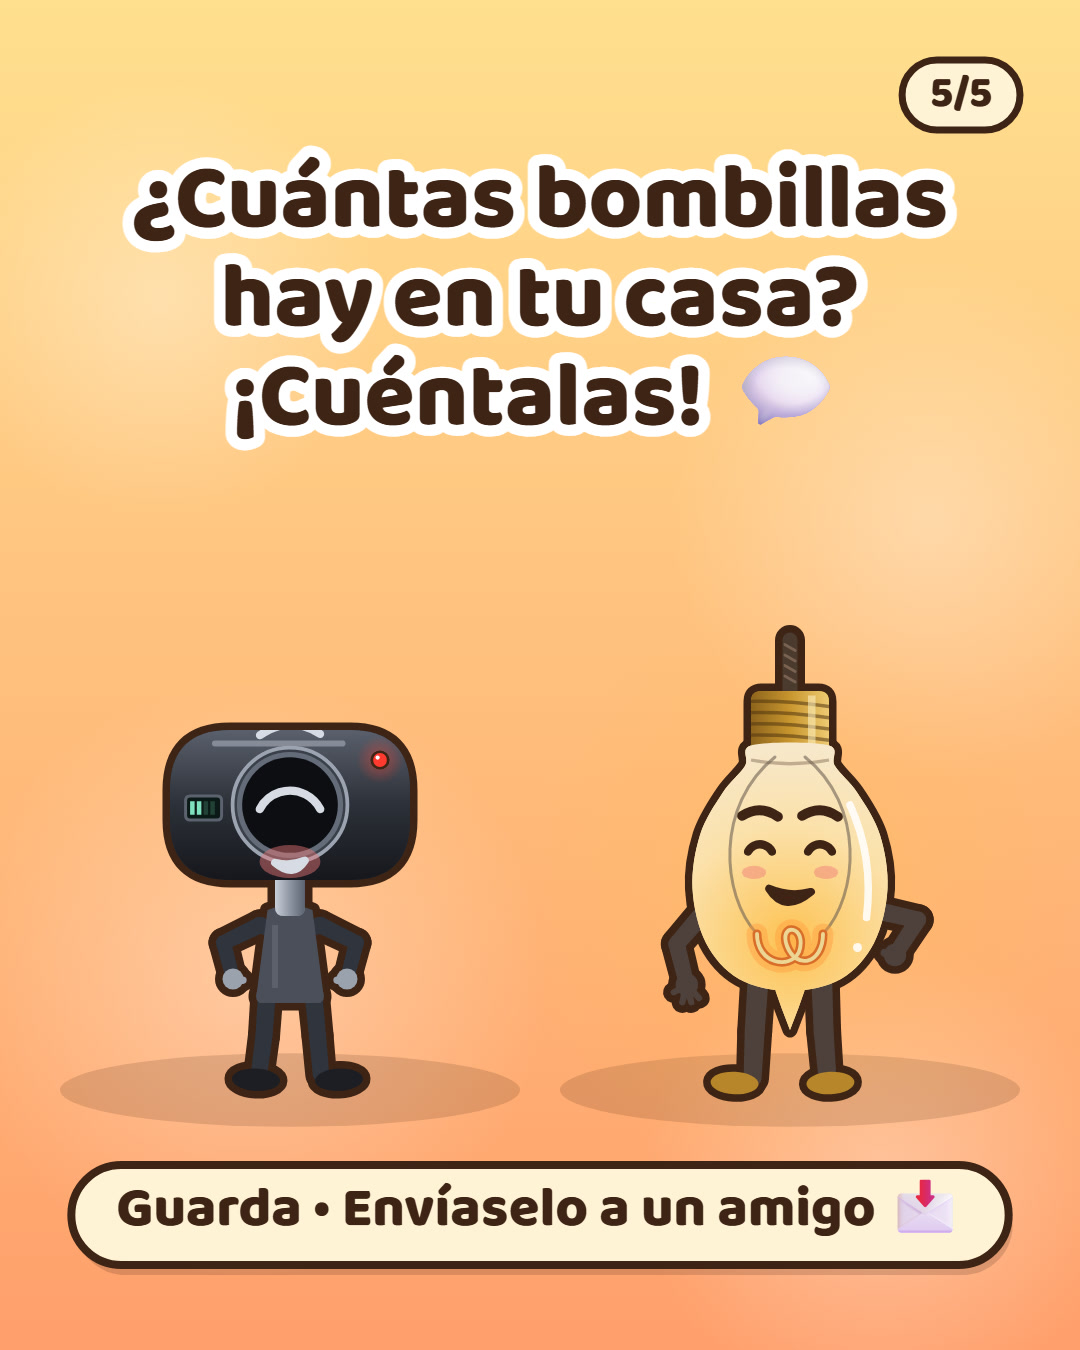 5/5
¿Cuántas bombillas
hay en tu casa?
¡Cuéntalas! 💬
Guarda • Envíaselo a un amigo 📩